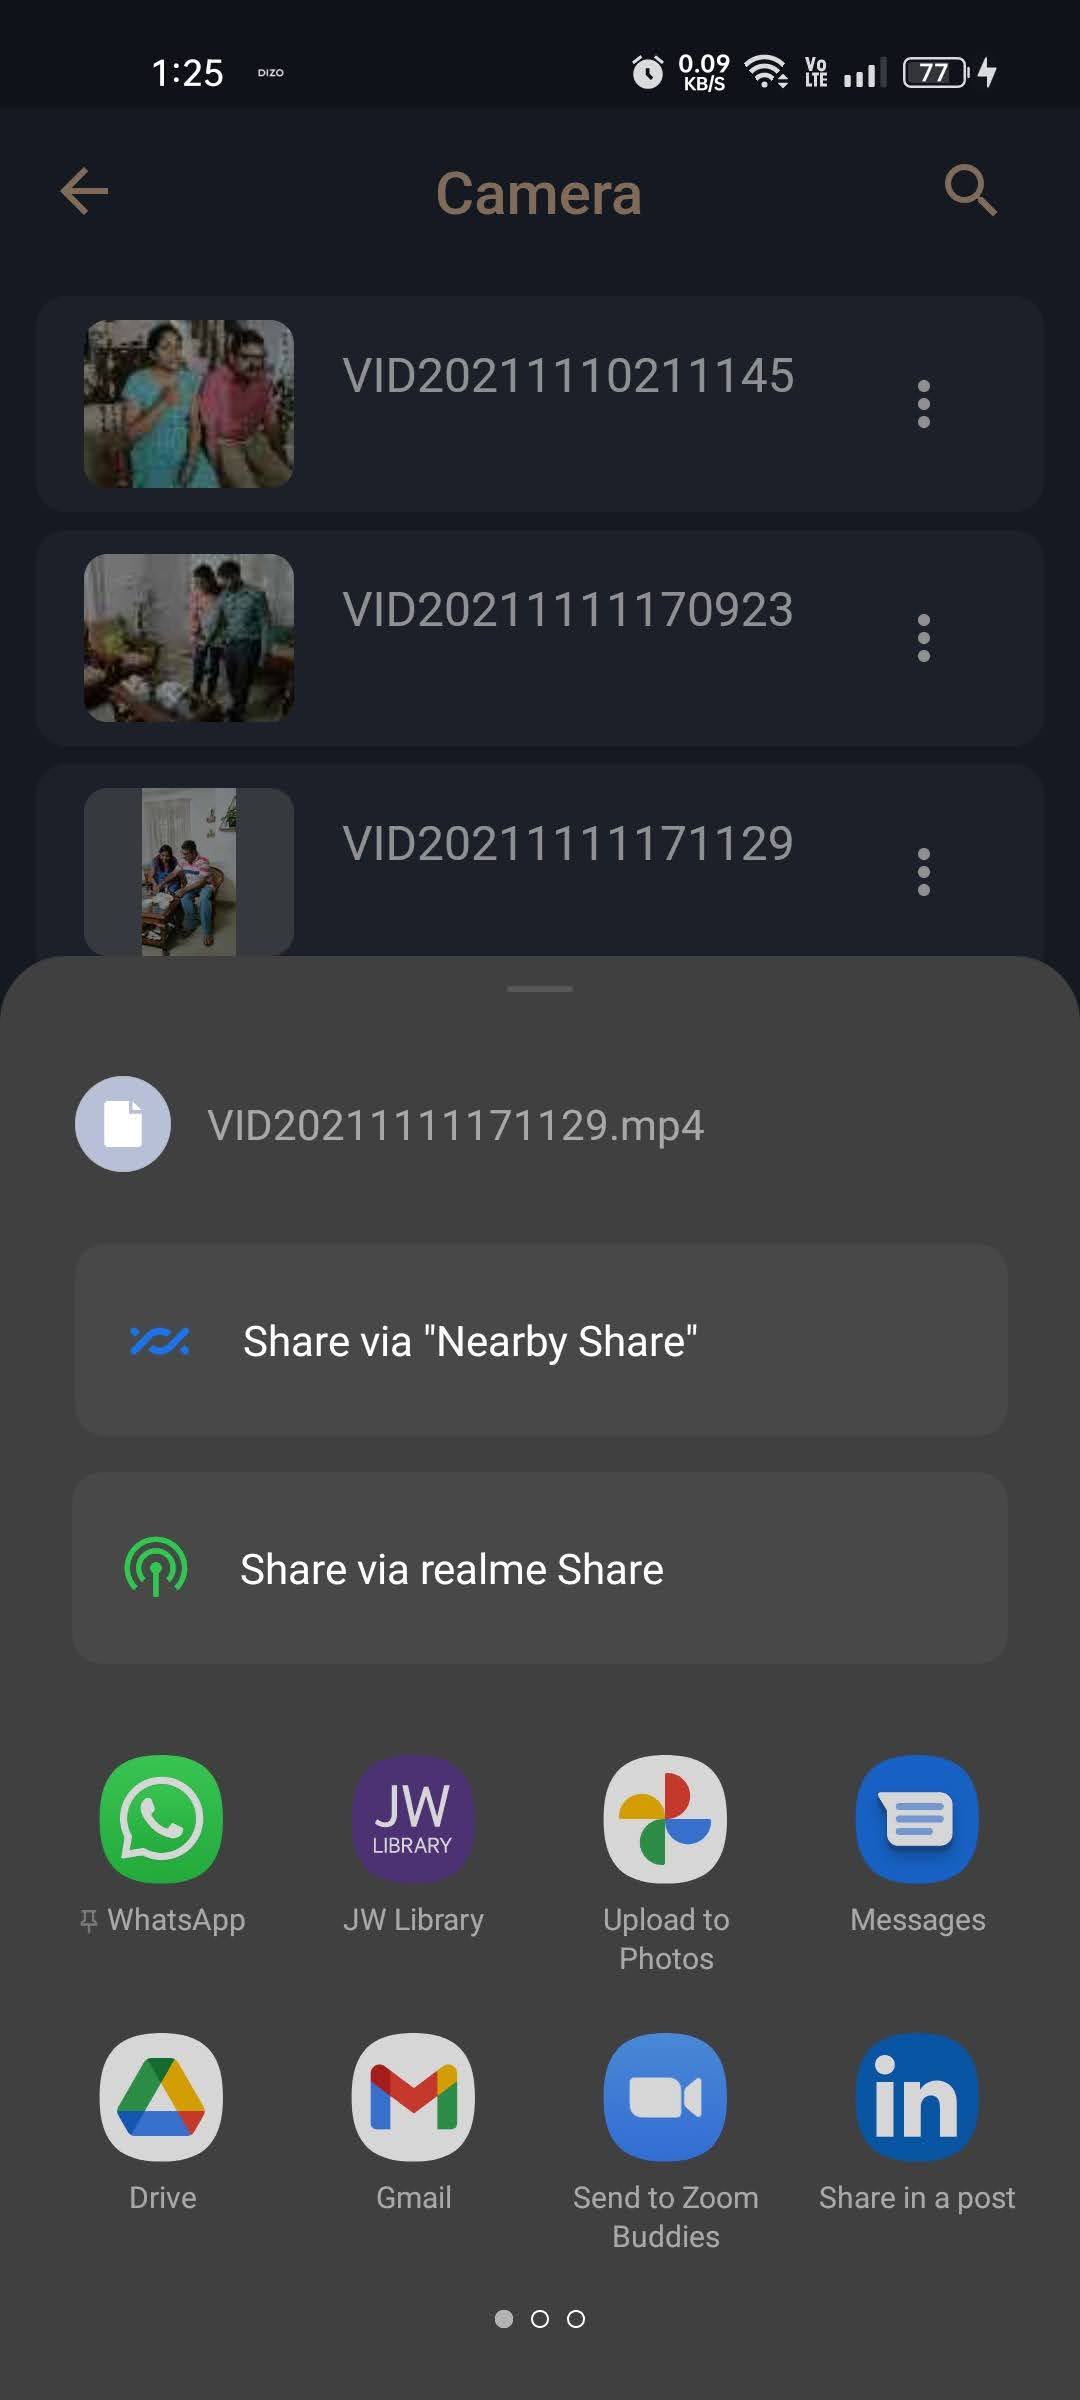 1:25 DIZO 0.09 KB/S Vo LTE 77
Camera
VID20211110211145
VID20211111170923
VID20211111171129
VID20211111171129.mp4
Share via "Nearby Share"
Share via realme Share
JW
LIBRARY
in
WhatsApp
JW Library
Upload to
Photos
Messages
Drive
Gmail
Send to Zoom
Buddies
Share in a post